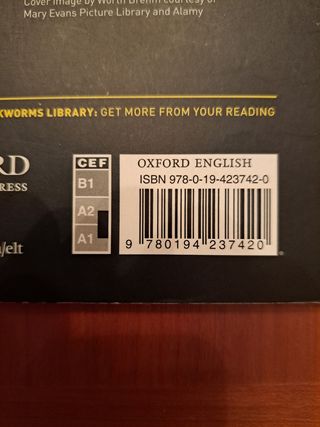 Cover image by Worth Brehm courtesy of
Mary Evans Picture Library and Alamy
KWORMS LIBRARY: GET MORE FROM YOUR READING
RD
RESS
/elt
CEF
B1
A2
A1
OXFORD ENGLISH
ISBN 978-0-19-423742-0
9 780194 237420